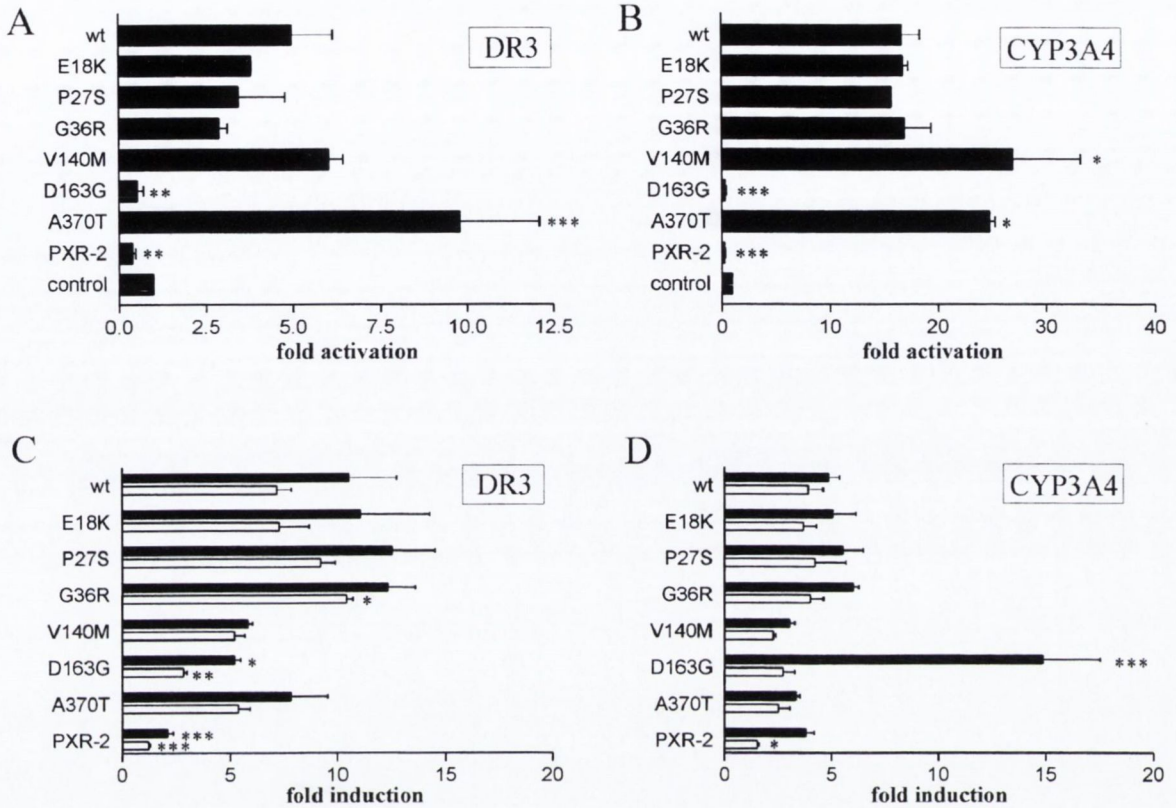 A
DR3
wt
E18K
P27S
G36R
V140M
D163G
**
A370T
***
PXR-2
**
control
0.0 2.5 5.0 7.5 10.0 12.5
fold activation
B
CYP3A4
wt
E18K
P27S
G36R
V140M
*
D163G
***
A370T
*
PXR-2
***
control
0 10 20 30 40
fold activation
C
DR3
wt
E18K
P27S
G36R
*
V140M
D163G
*
**
A370T
PXR-2
***
***
0 5 10 15 20
fold induction
D
CYP3A4
wt
E18K
P27S
G36R
V140M
D163G
***
A370T
PXR-2
*
0 5 10 15 20
fold induction